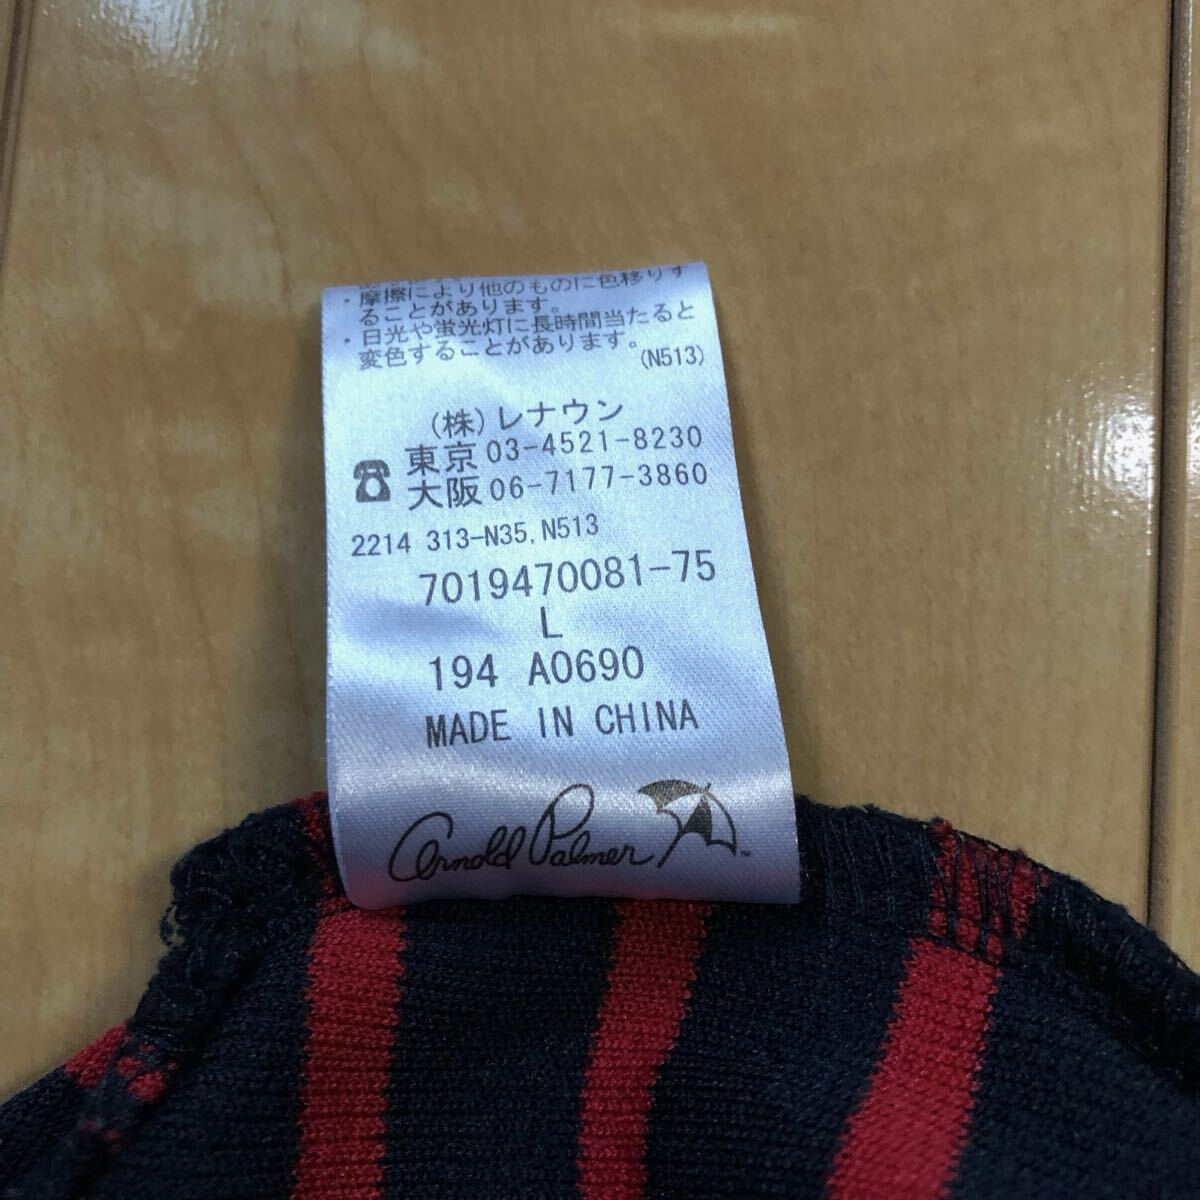 ・摩擦により他のものに色移りす
ることがあります。
・日光や蛍光灯に長時間当たると
変色することがあります。
(N513)
(株)レナウン
東京 03-4521-8230
大阪 06-7177-3860
2214 313-N35, N513
7019470081-75
L
194 A0690
MADE IN CHINA
Arnold Palmer
™